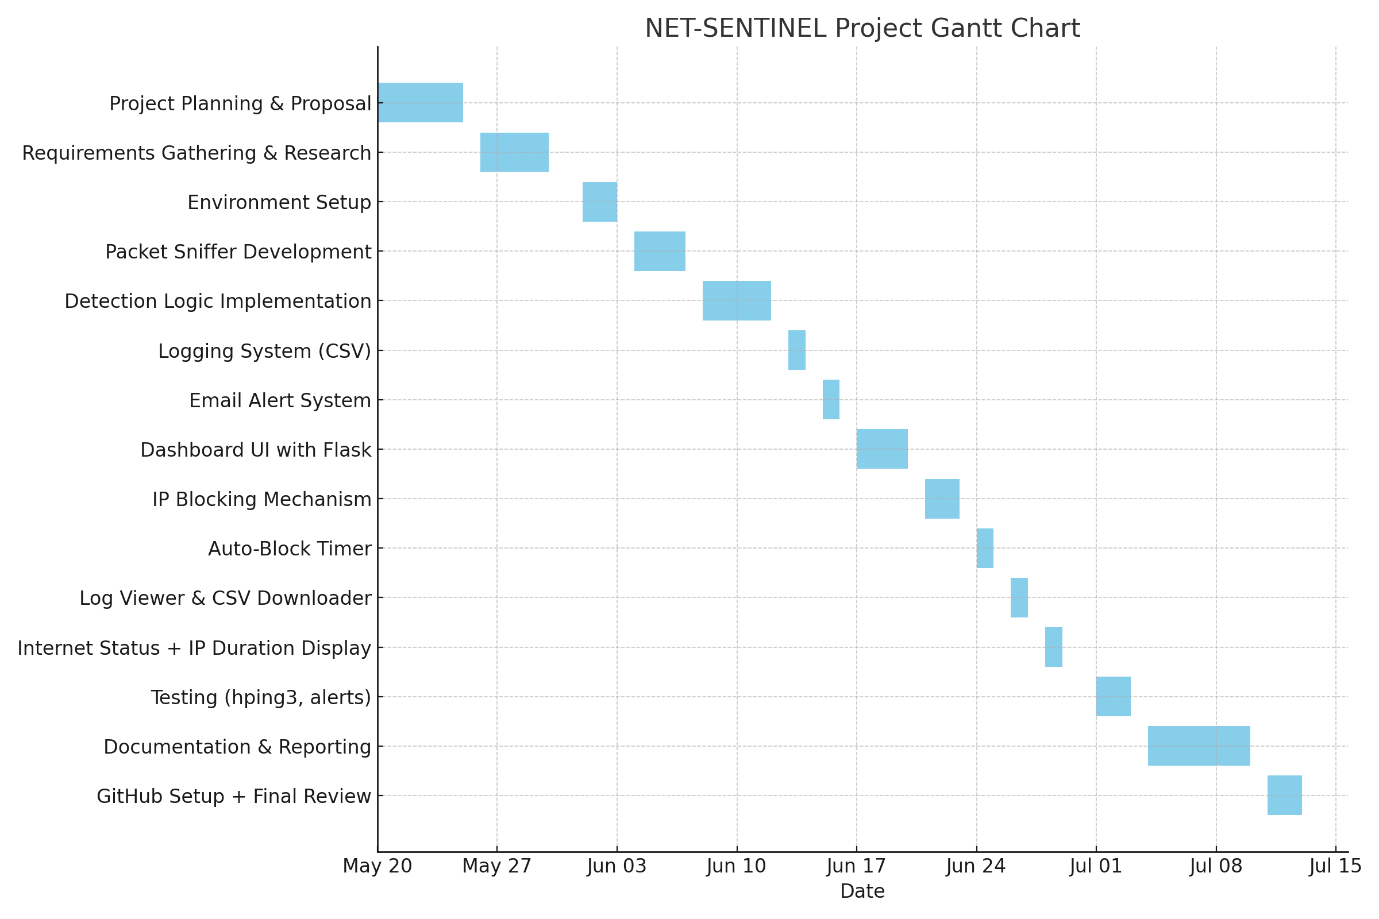 NET-SENTINEL Project Gantt Chart
Project Planning & Proposal
Requirements Gathering & Research
Environment Setup
Packet Sniffer Development
Detection Logic Implementation
Logging System (CSV)
Email Alert System
Dashboard UI with Flask
IP Blocking Mechanism
Auto-Block Timer
Log Viewer & CSV Downloader
Internet Status + IP Duration Display
Testing (hping3, alerts)
Documentation & Reporting
GitHub Setup + Final Review
May 20 May 27 Jun 03 Jun 10 Jun 17 Jun 24 Jul 01 Jul 08 Jul 15
Date